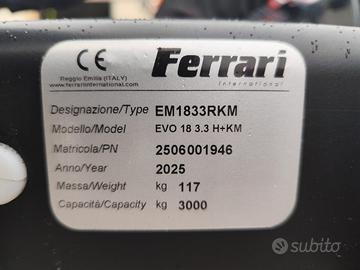 CE
Ferrari
International
Reggio Emilia (ITALY)
www.ferrariinternational.com
Designazione/Type EM1833RKM
Modello/Model EVO 18 3.3 H+KM
Matricola/PN 2506001946
Anno/Year 2025
Massa/Weight kg 117
Capacità/Capacity kg 3000
subito